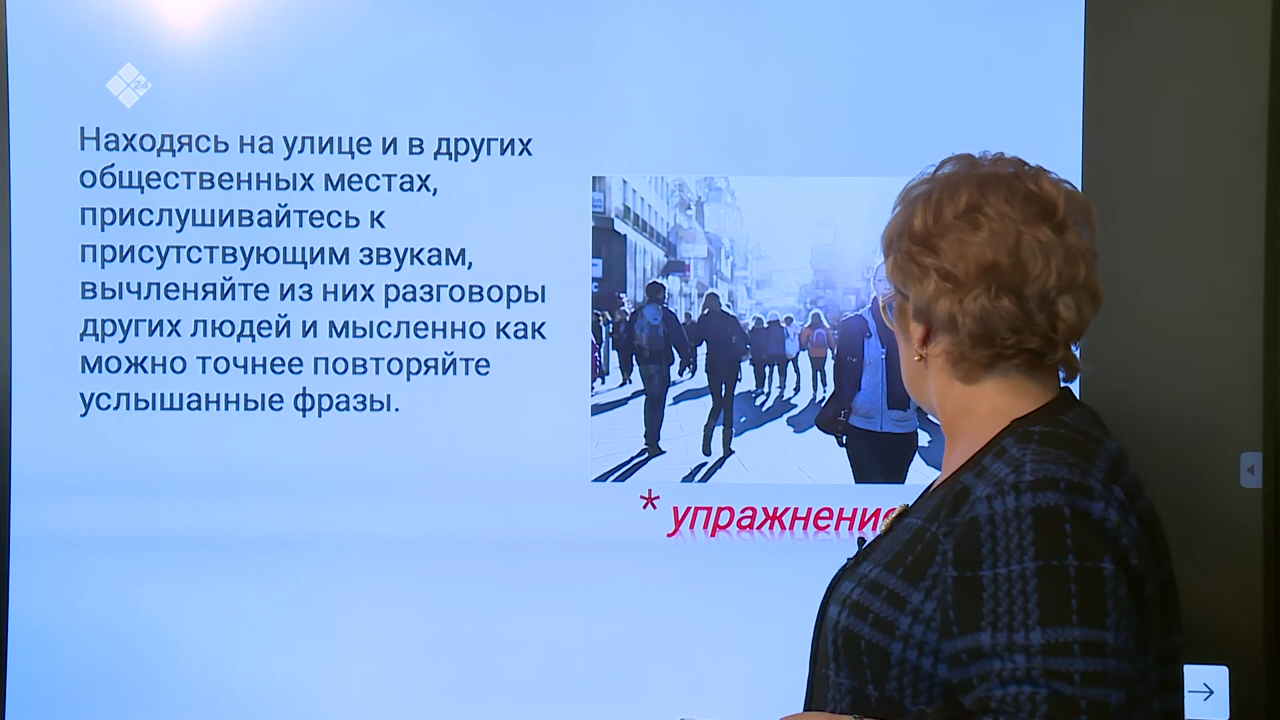 24
Находясь на улице и в других
общественных местах,
прислушивайтесь к
присутствующим звукам,
вычленяйте из них разговоры
других людей и мысленно как
можно точнее повторяйте
услышанные фразы.
* упражнение